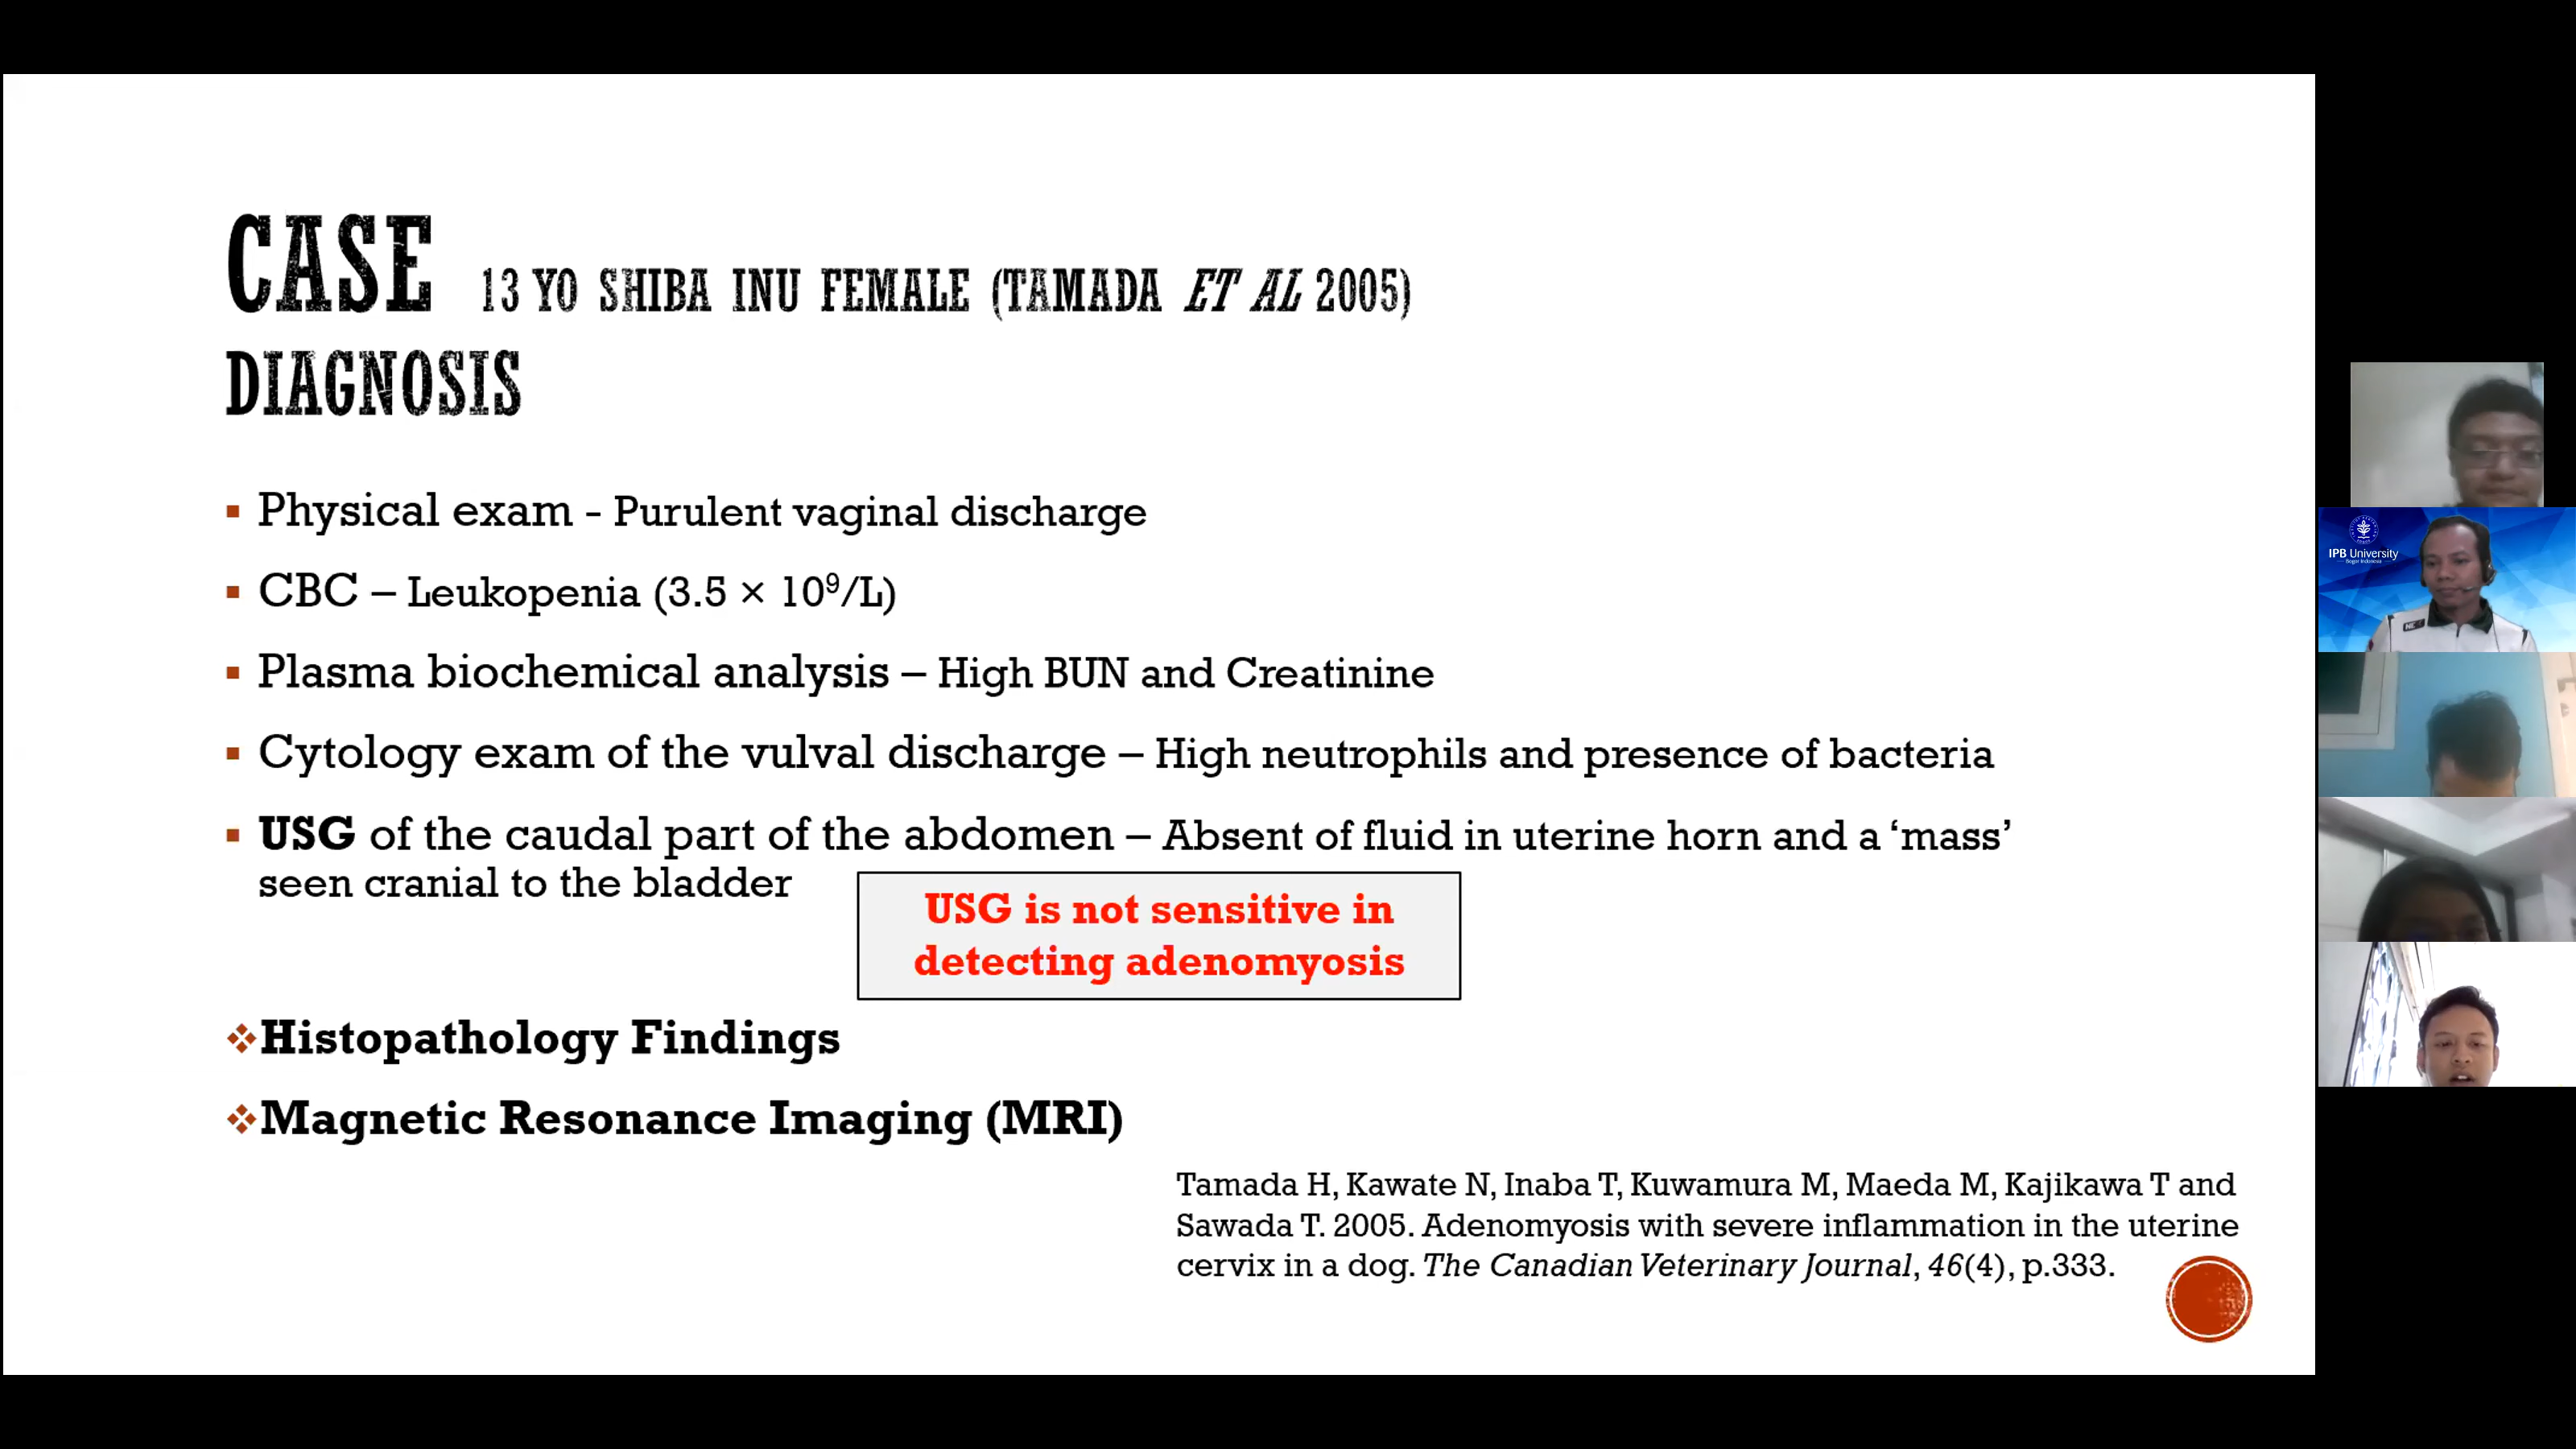 CASE 13 YO SHIBA INU FEMALE (TAMADA ET AL 2005)
DIAGNOSIS
▪ Physical exam - Purulent vaginal discharge
▪ CBC – Leukopenia (3.5 × 10⁹/L)
▪ Plasma biochemical analysis – High BUN and Creatinine
▪ Cytology exam of the vulval discharge – High neutrophils and presence of bacteria
▪ USG of the caudal part of the abdomen – Absent of fluid in uterine horn and a ‘mass’
seen cranial to the bladder
USG is not sensitive in
detecting adenomyosis
❖Histopathology Findings
❖Magnetic Resonance Imaging (MRI)
Tamada H, Kawate N, Inaba T, Kuwamura M, Maeda M, Kajikawa T and
Sawada T. 2005. Adenomyosis with severe inflammation in the uterine
cervix in a dog. The Canadian Veterinary Journal, 46(4), p.333.
IPB University
Bogor Indonesia